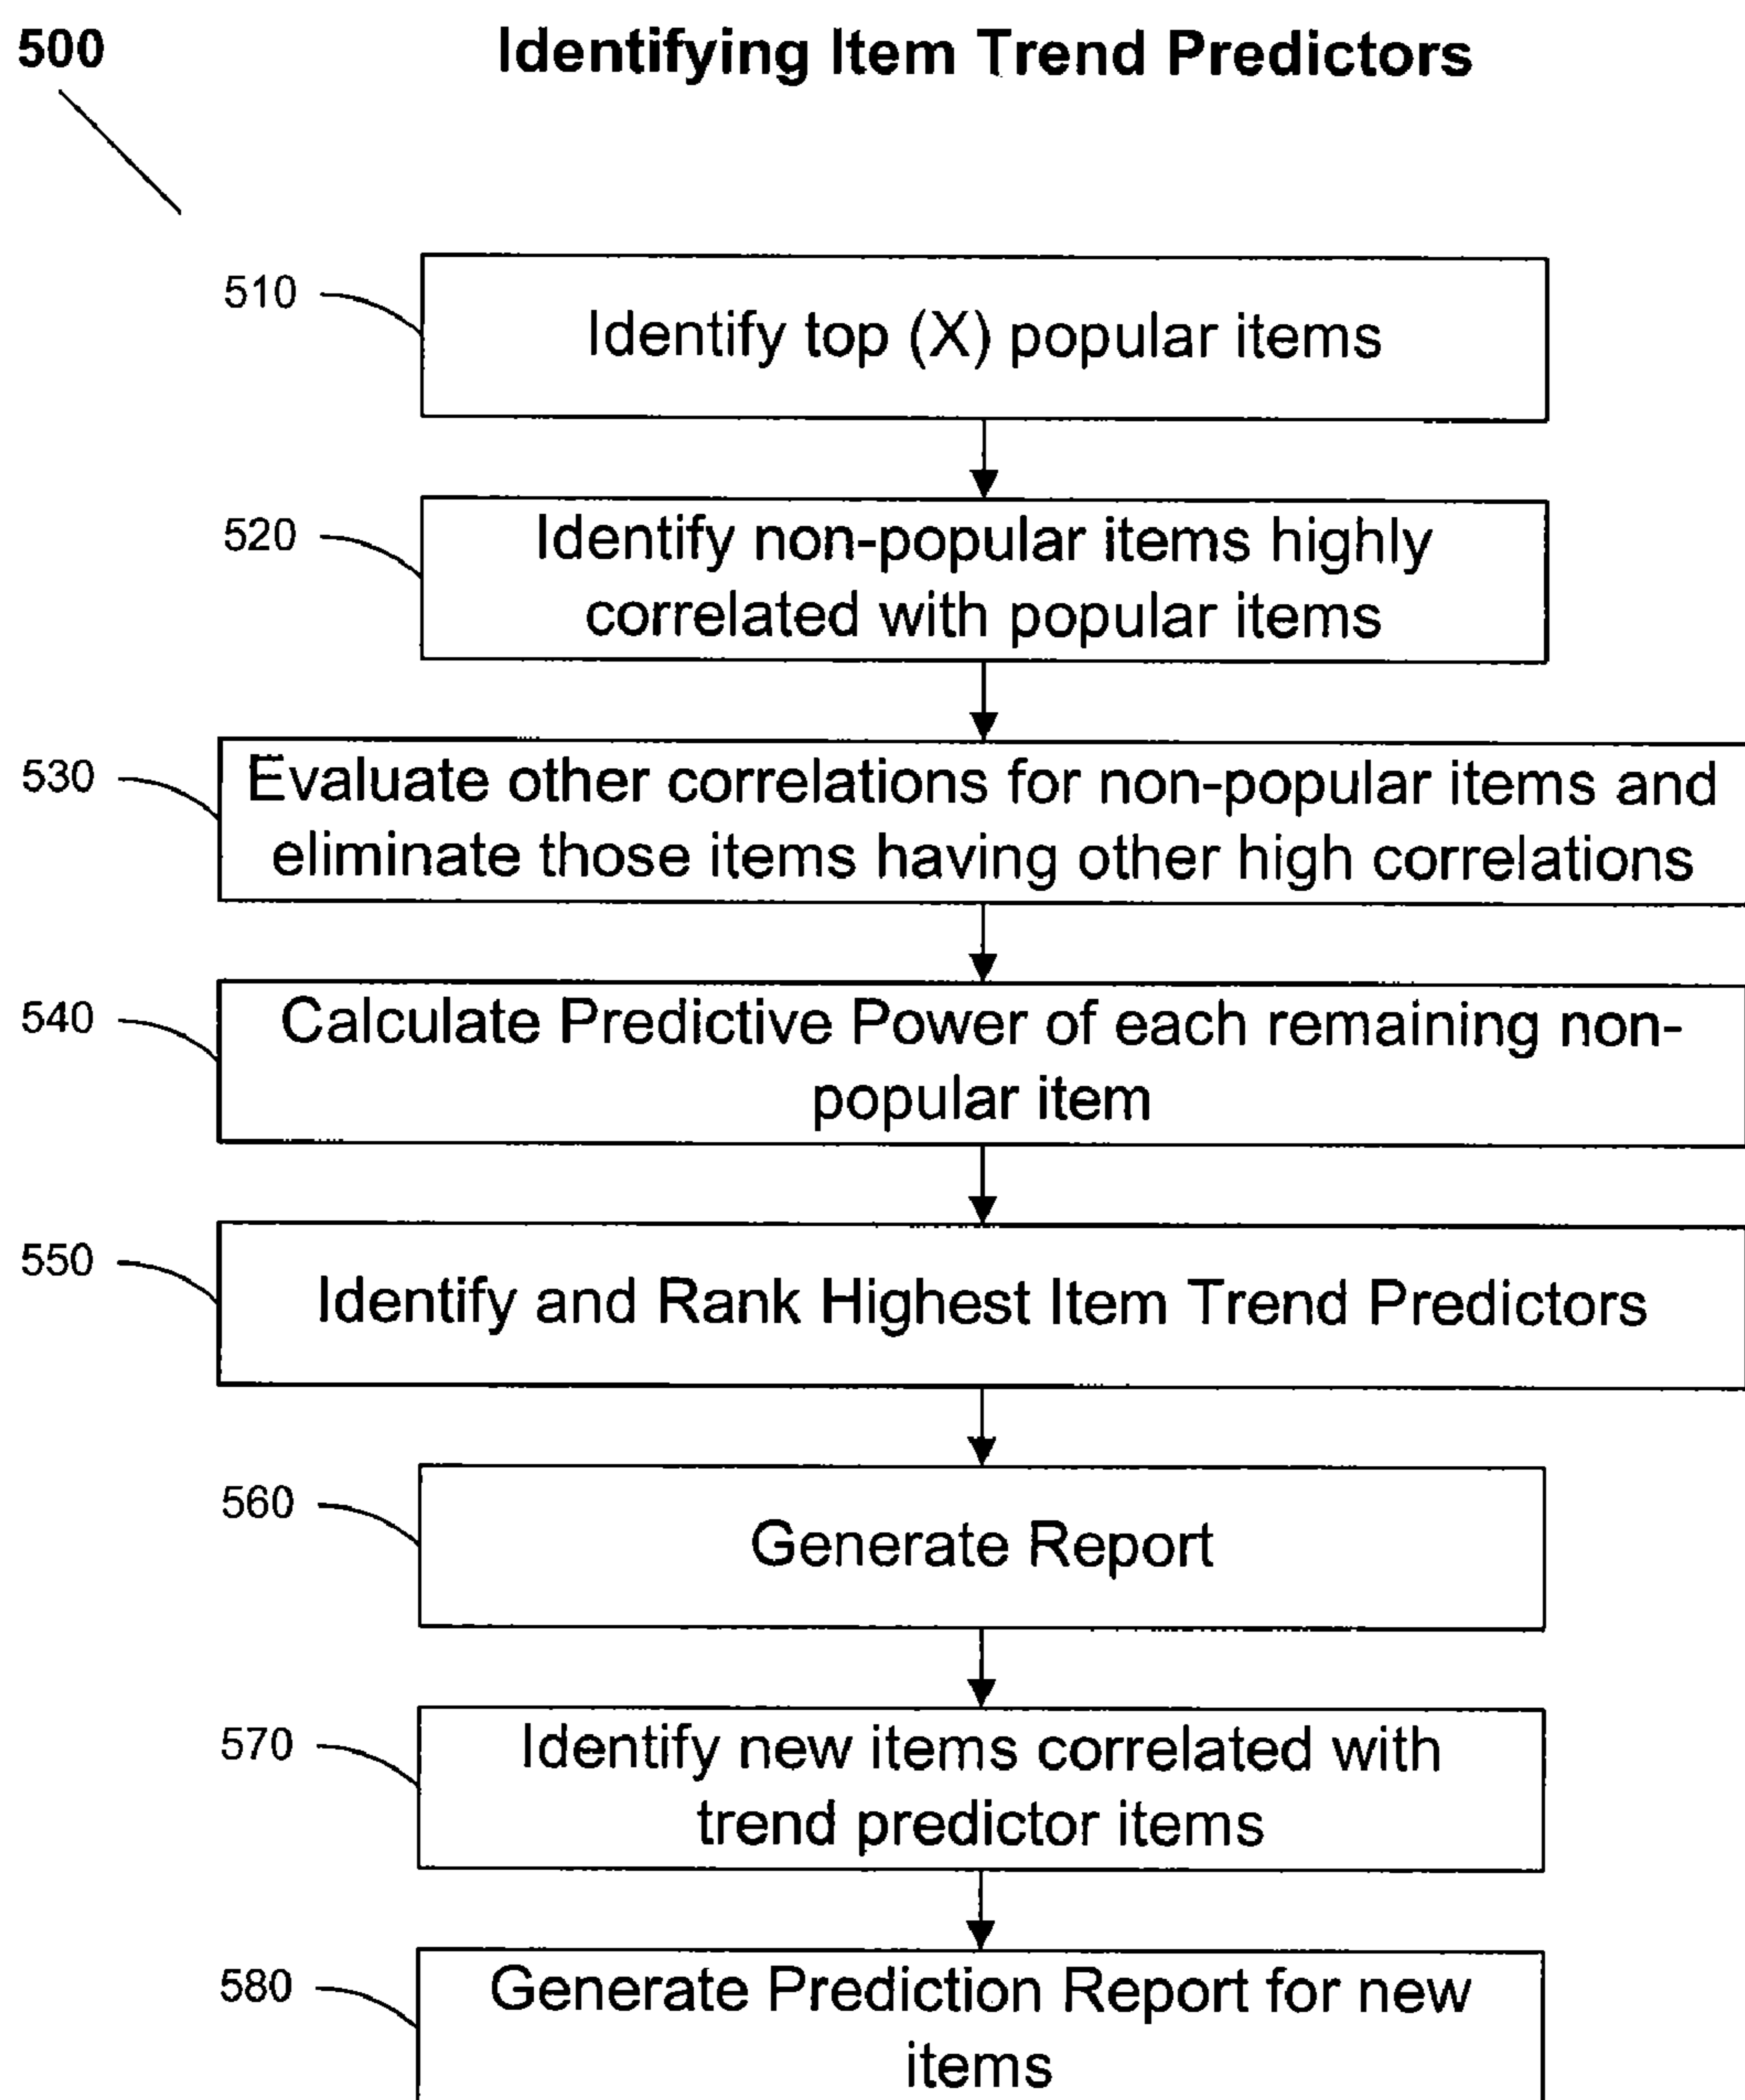 500
Identifying Item Trend Predictors
510
Identify top (X) popular items
520
Identify non-popular items highly
correlated with popular items
530
Evaluate other correlations for non-popular items and
eliminate those items having other high correlations
540
Calculate Predictive Power of each remaining non-
popular item
550
Identify and Rank Highest Item Trend Predictors
560
Generate Report
570
Identify new items correlated with
trend predictor items
580
Generate Prediction Report for new
items